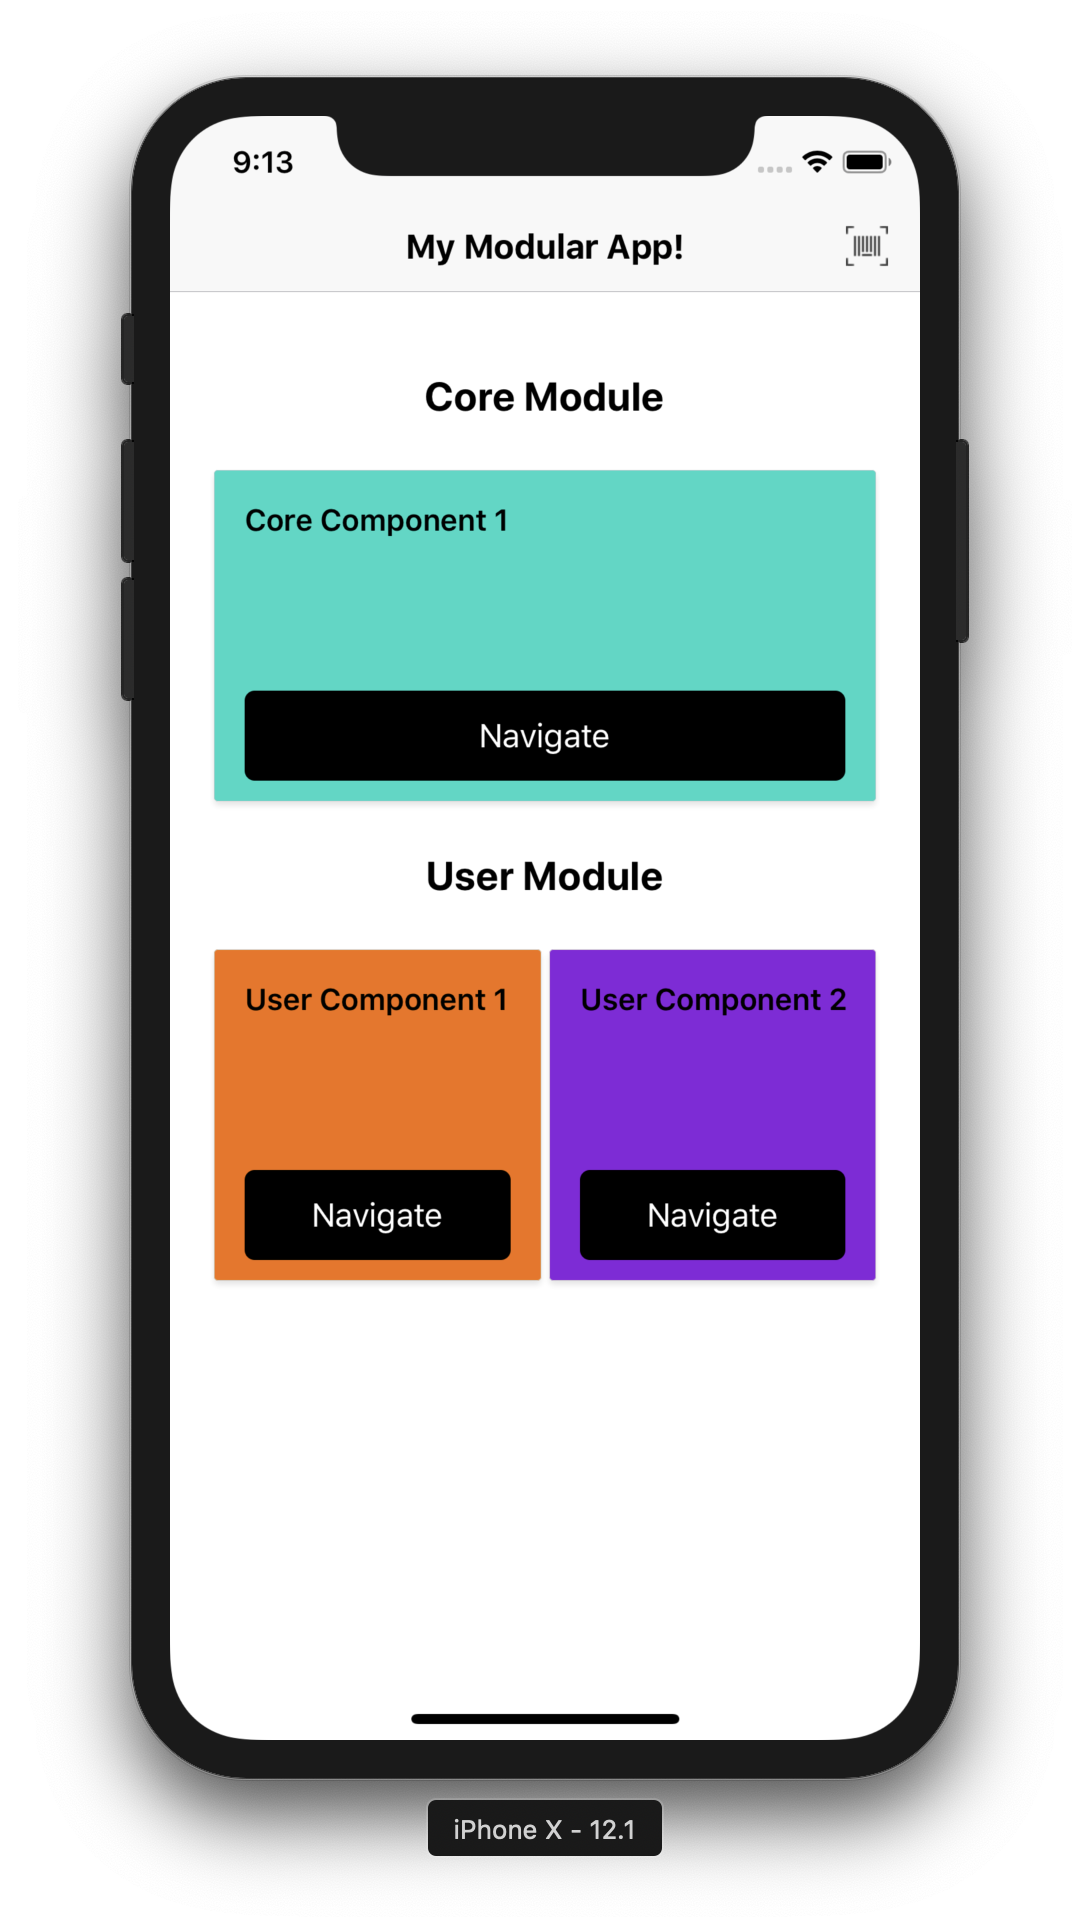 9:13
My Modular App!
Core Module
Core Component 1
Navigate
User Module
User Component 1
User Component 2
Navigate
Navigate
iPhone X - 12.1